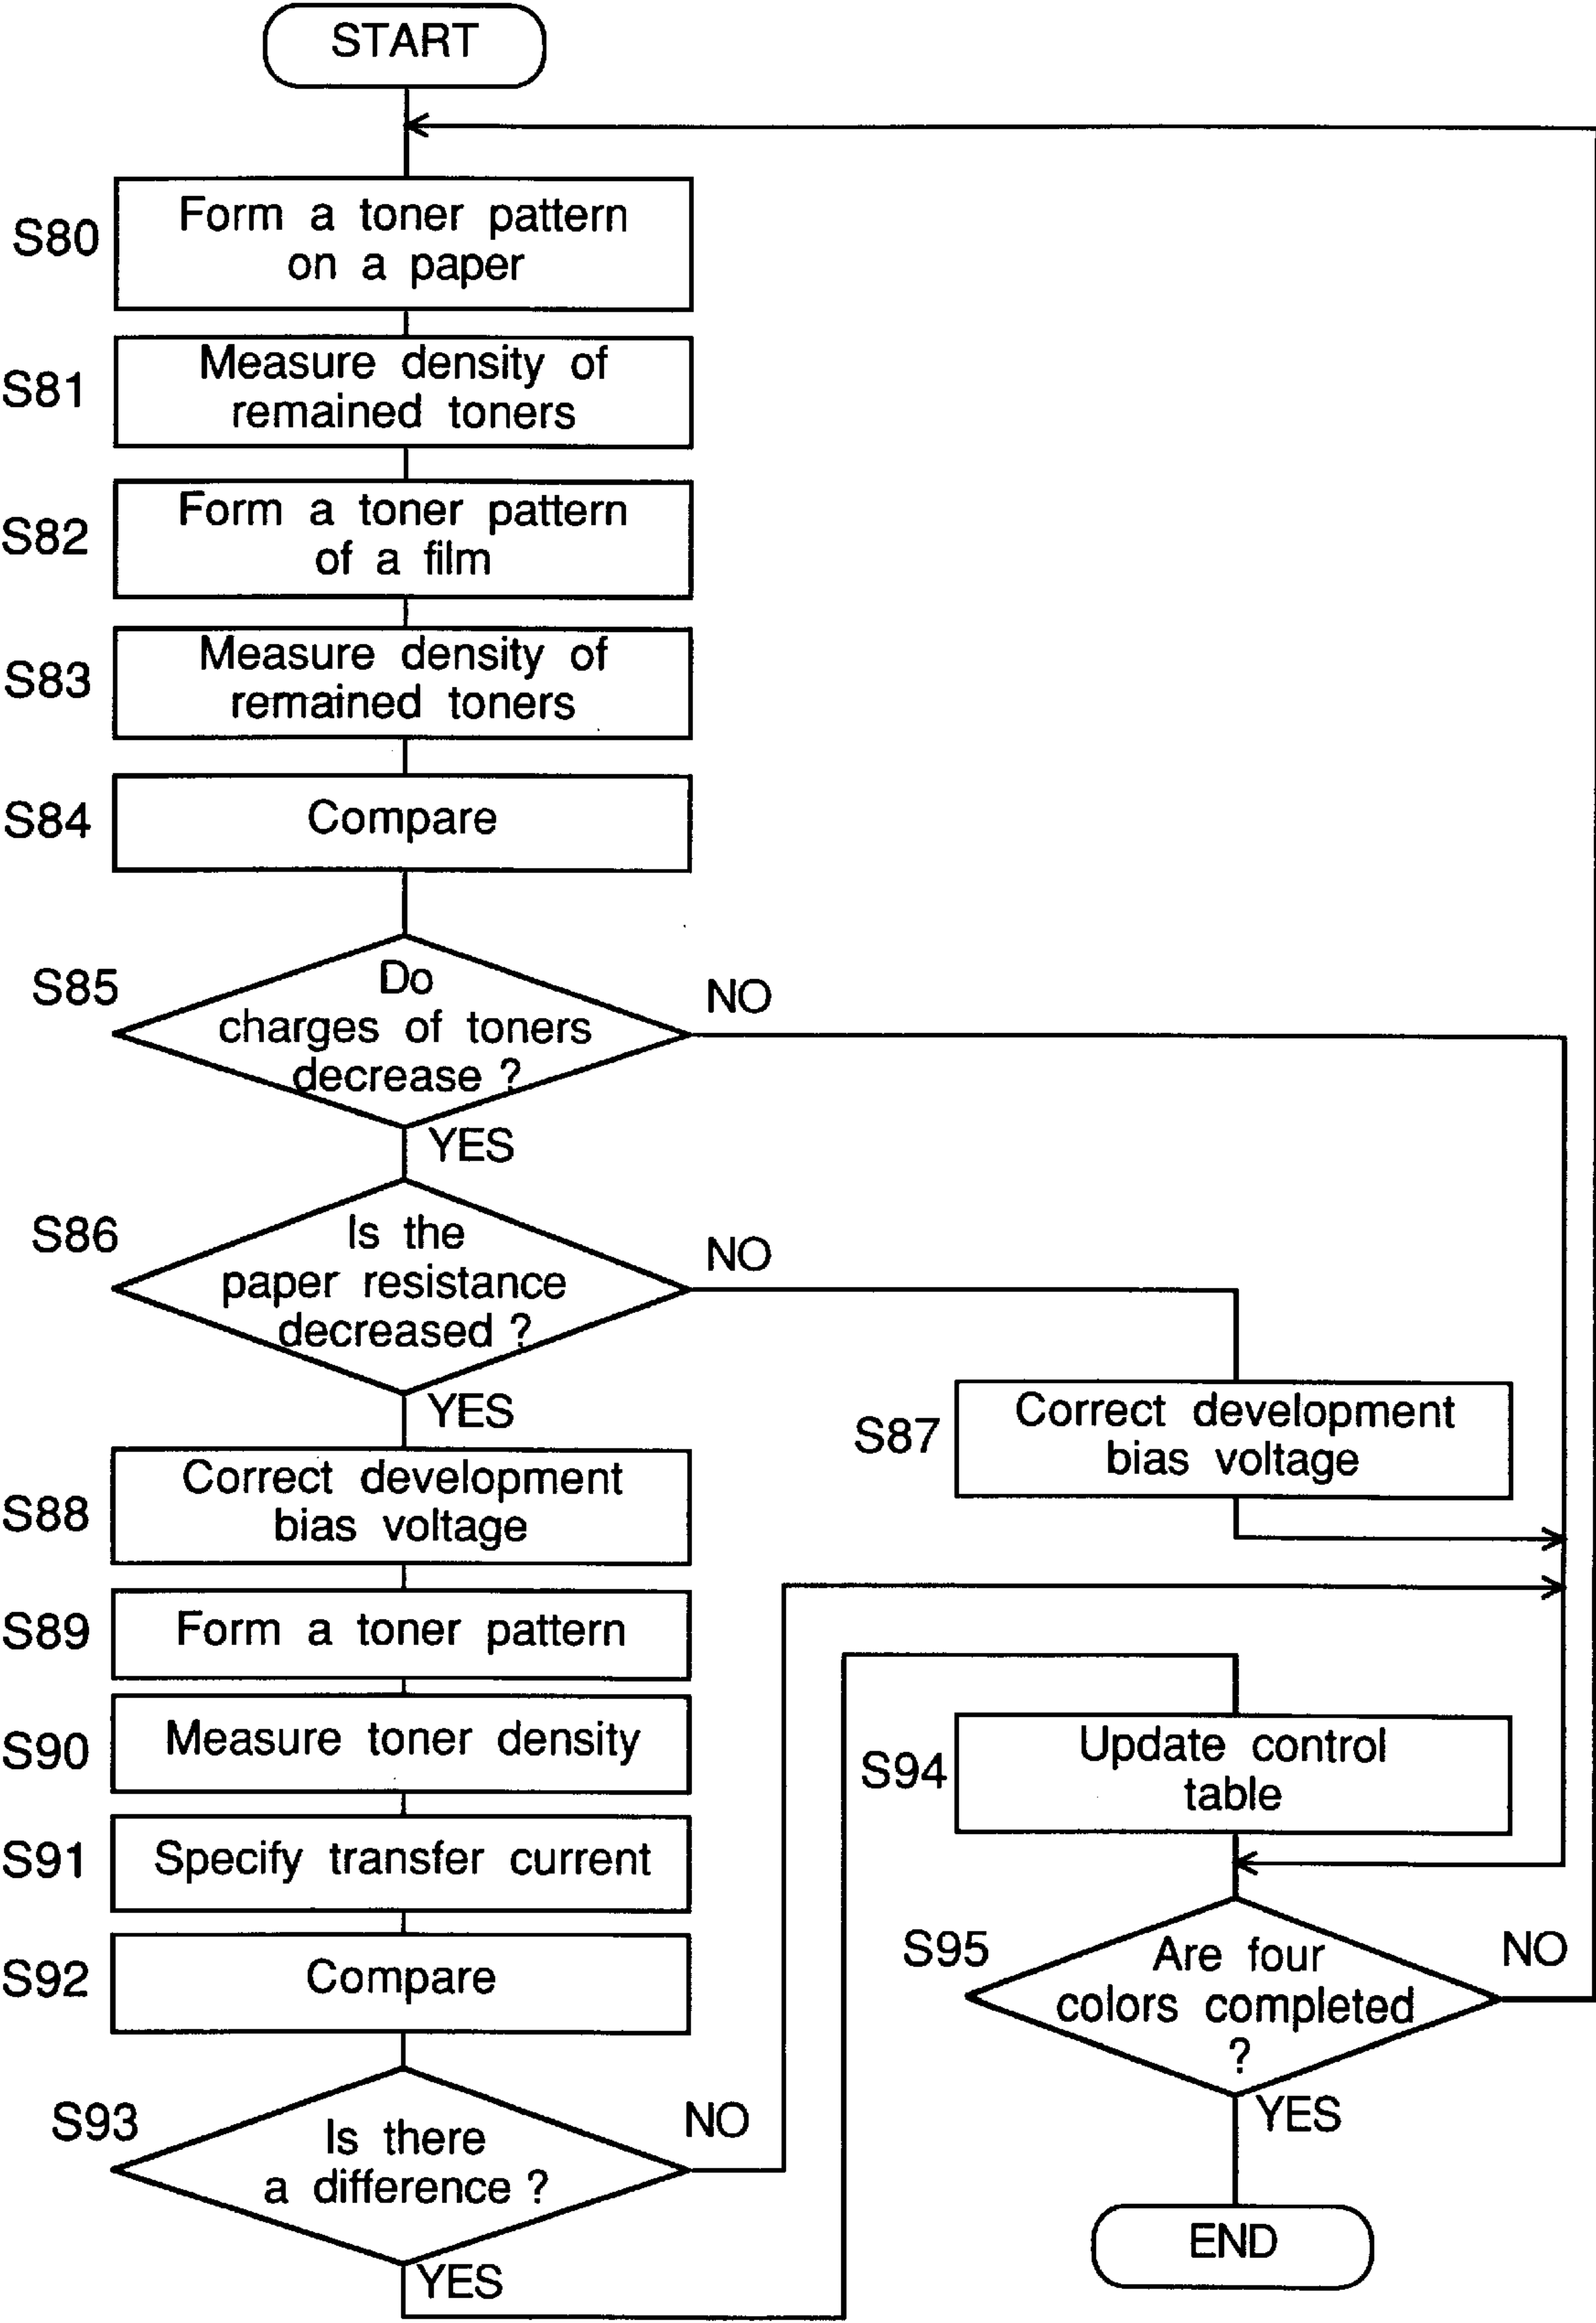 START
S80
Form a toner pattern
on a paper
S81
Measure density of
remained toners
S82
Form a toner pattern
of a film
S83
Measure density of
remained toners
S84
Compare
S85
Do
charges of toners
decrease ?
NO
YES
S86
Is the
paper resistance
decreased ?
NO
YES
S87
Correct development
bias voltage
S88
Correct development
bias voltage
S89
Form a toner pattern
S90
Measure toner density
S91
Specify transfer current
S92
Compare
S93
Is there
a difference ?
NO
YES
S94
Update control
table
S95
Are four
colors completed
?
NO
YES
END